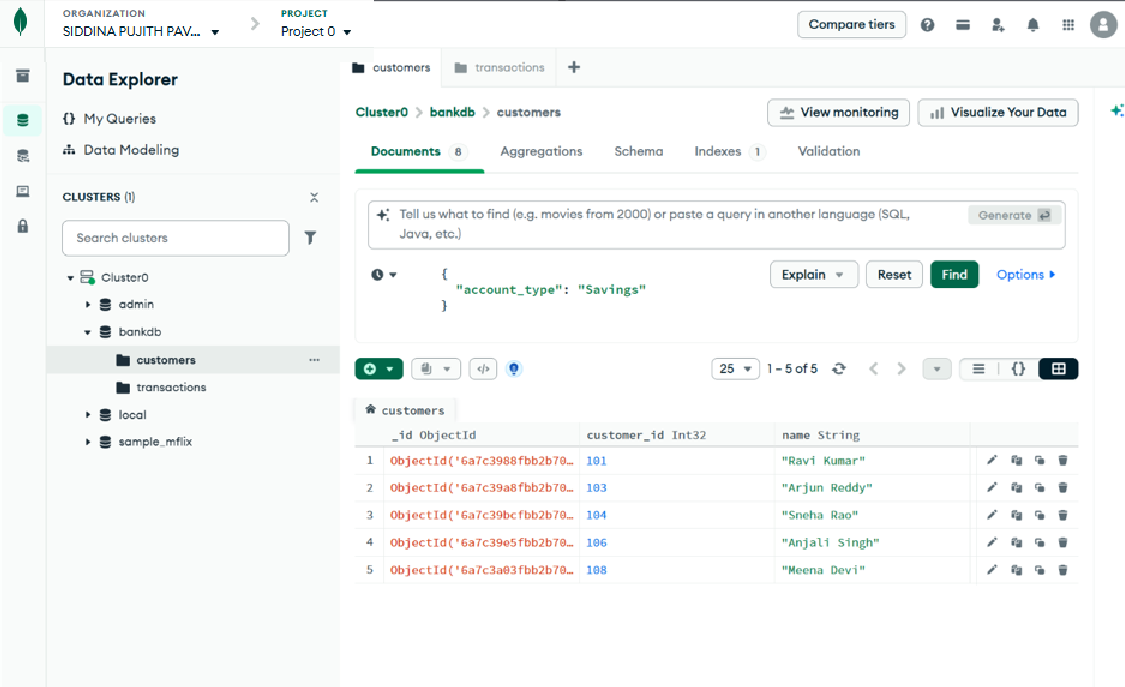 ORGANIZATION
SIDDINA PUJITH PAV...
PROJECT
Project 0
Compare tiers
Data Explorer
My Queries
Data Modeling
CLUSTERS (1)
Search clusters
Cluster0
admin
bankdb
customers
transactions
local
sample_mflix
customers
transactions
Cluster0 > bankdb > customers
View monitoring
Visualize Your Data
Documents 8
Aggregations
Schema
Indexes 1
Validation
Tell us what to find (e.g. movies from 2000) or paste a query in another language (SQL,
Java, etc.)
Generate
{
"account_type": "Savings"
}
Explain
Reset
Find
Options
25
1 – 5 of 5
customers
_id ObjectId customer_id Int32 name String
1 ObjectId('6a7c3988fbb2b70… 101 "Ravi Kumar"
2 ObjectId('6a7c39a8fbb2b70… 103 "Arjun Reddy"
3 ObjectId('6a7c39bcfbb2b70… 104 "Sneha Rao"
4 ObjectId('6a7c39e5fbb2b70… 106 "Anjali Singh"
5 ObjectId('6a7c3a03fbb2b70… 108 "Meena Devi"